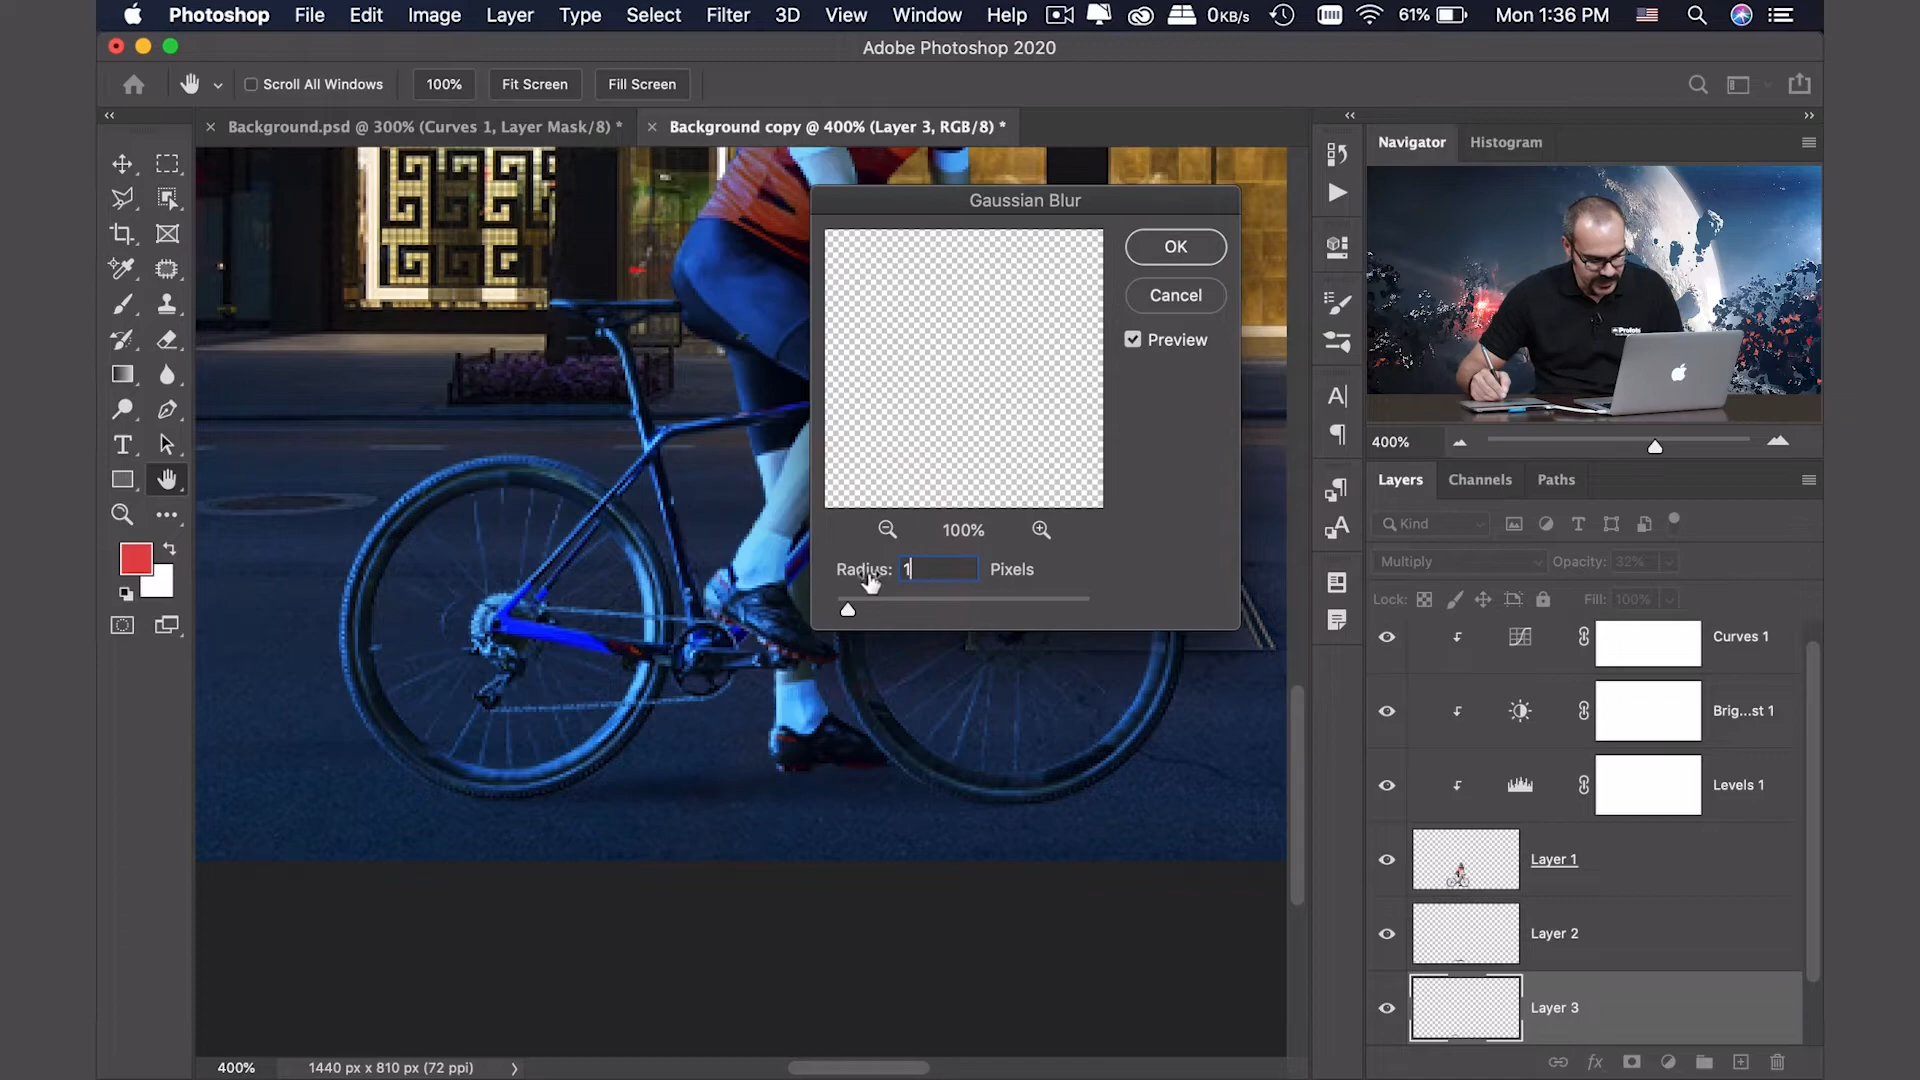 Photoshop File Edit Image Layer Type Select Filter 3D View Window Help 0KB/s 61% Mon 1:36 PM
Adobe Photoshop 2020
Scroll All Windows 100% Fit Screen Fill Screen
Background.psd @ 300% (Curves 1, Layer Mask/8) * Background copy @ 400% (Layer 3, RGB/8) *
Navigator Histogram
Gaussian Blur
OK
Cancel
Preview
100%
Radius: 1 Pixels
Profoto
400%
Layers Channels Paths
Kind
Multiply Opacity: 32%
Lock: Fill: 100%
Curves 1
Brig...st 1
Levels 1
Layer 1
Layer 2
Layer 3
400% 1440 px x 810 px (72 ppi)